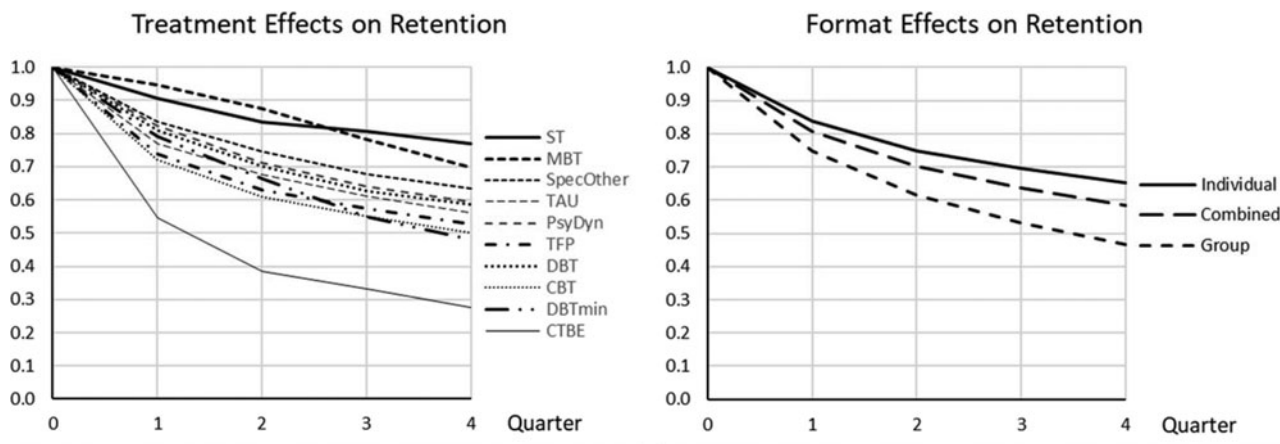 Treatment Effects on Retention
1.0
0.9
0.8
0.7
0.6
0.5
0.4
0.3
0.2
0.1
0.0
0 1 2 3 4 Quarter
ST
MBT
SpecOther
TAU
PsyDyn
TFP
DBT
CBT
DBTmin
CTBE
Format Effects on Retention
1.0
0.9
0.8
0.7
0.6
0.5
0.4
0.3
0.2
0.1
0.0
0 1 2 3 4 Quarter
Individual
Combined
Group